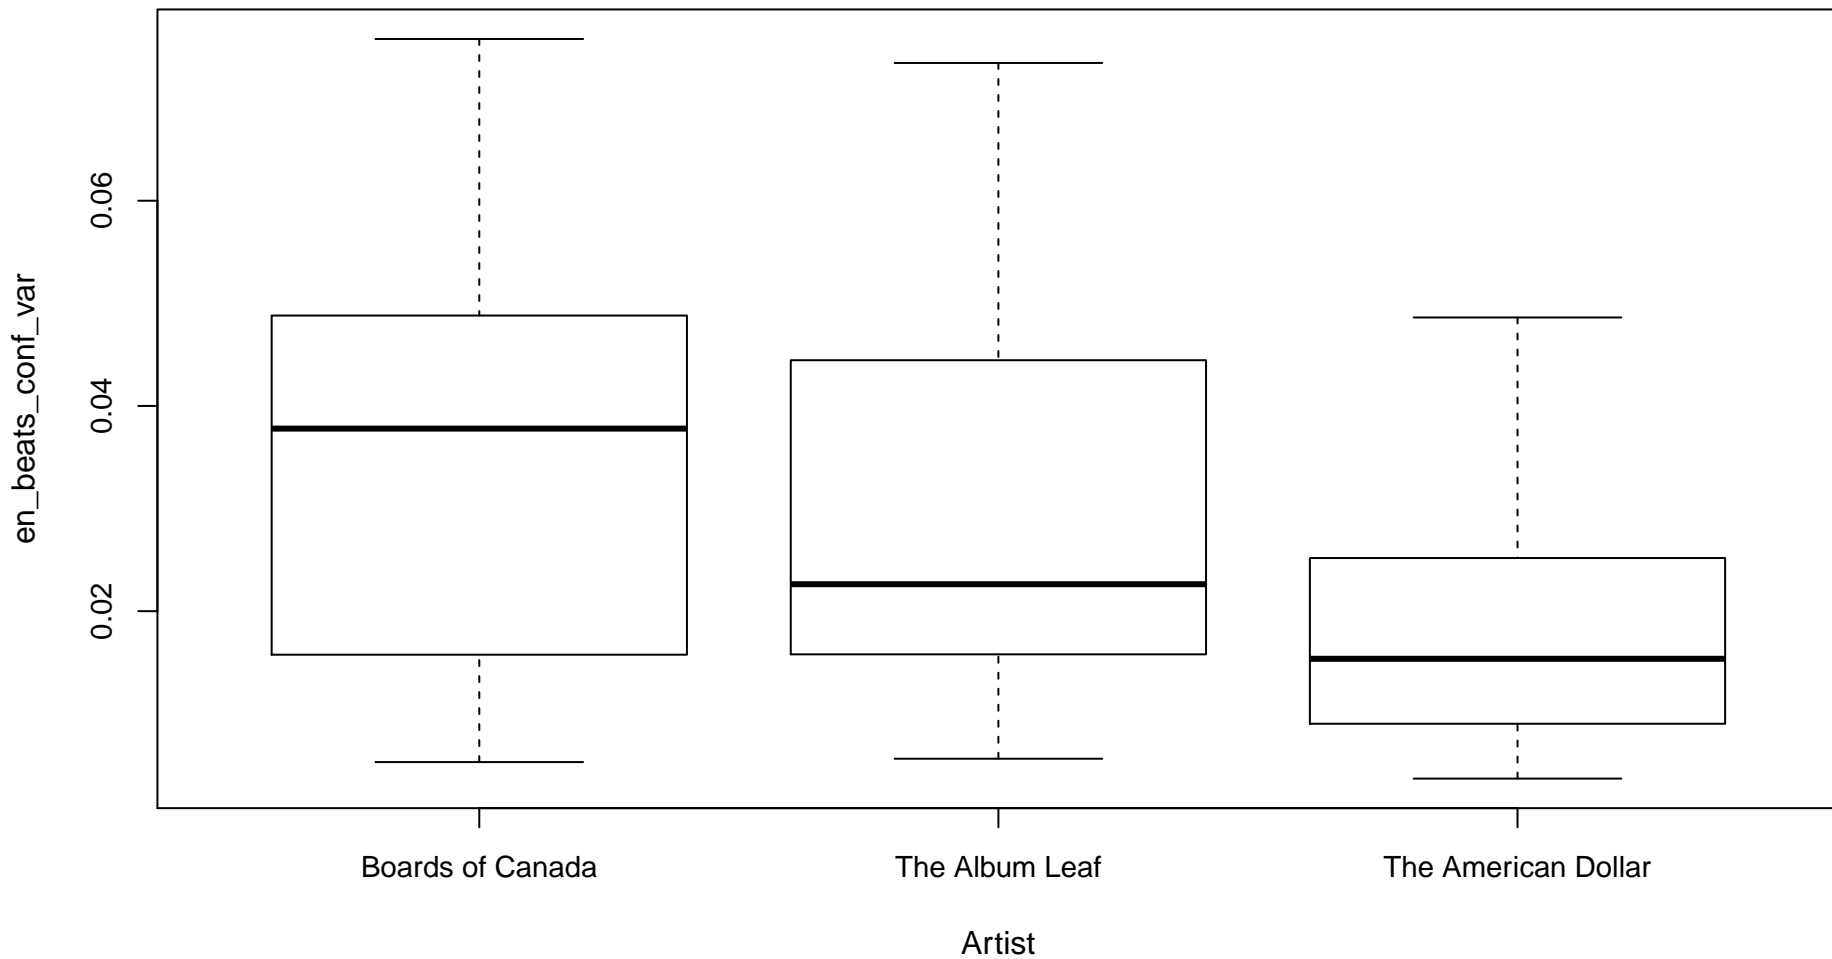 en_beats_conf_var
0.06
0.04
0.02
Boards of Canada
The Album Leaf
The American Dollar
Artist